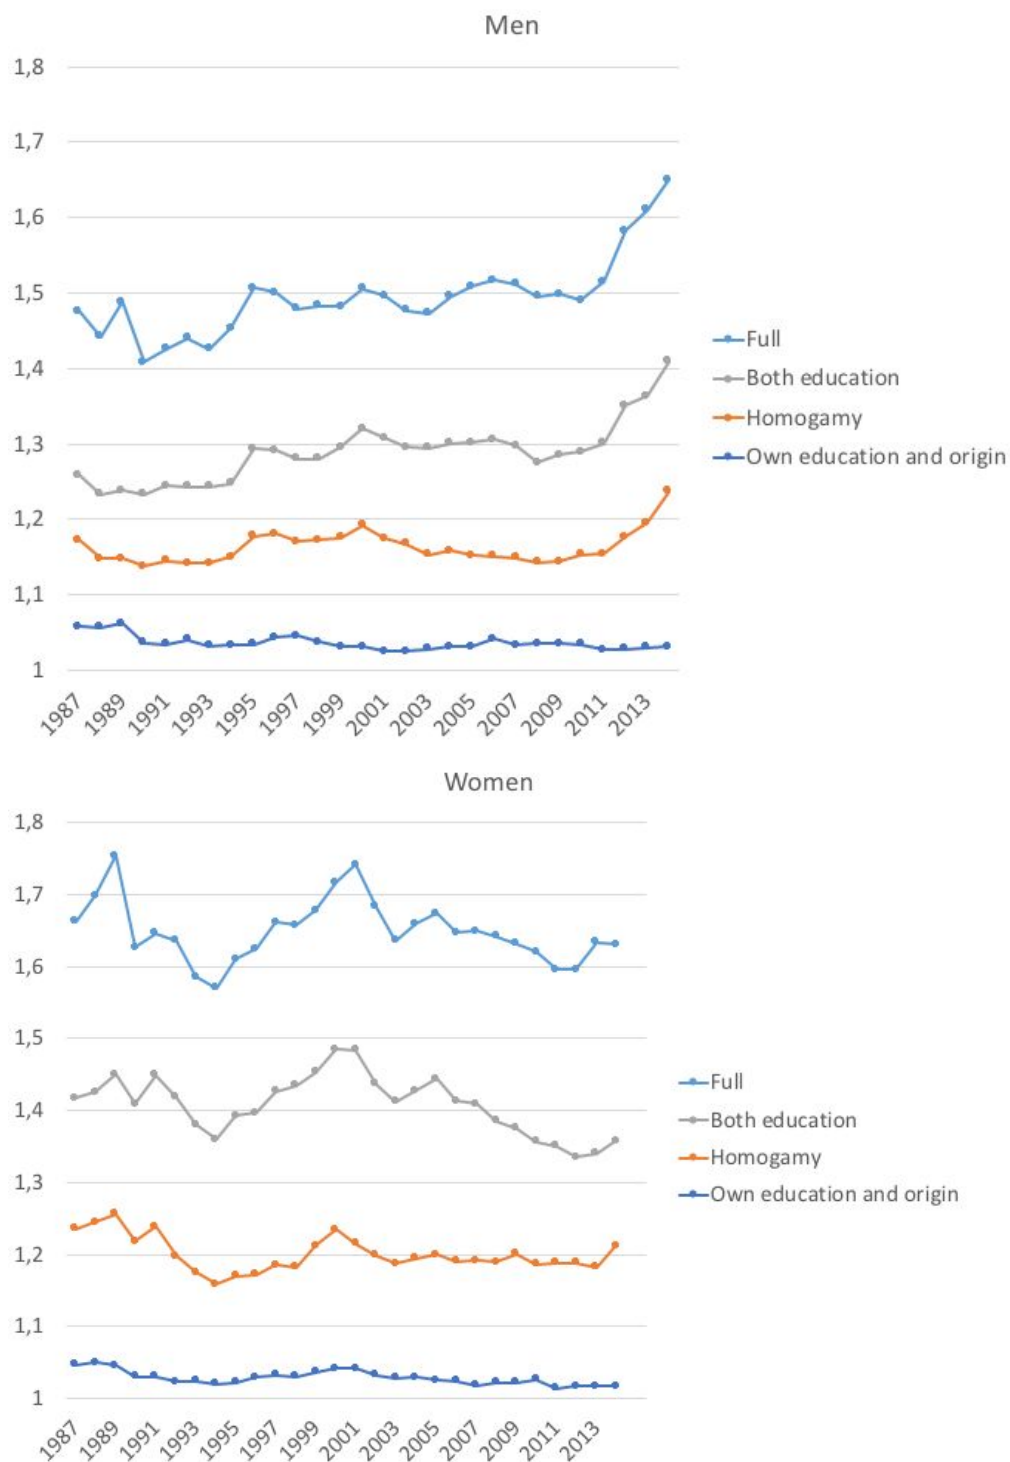 Men
1,8
1,7
1,6
1,5
1,4
1,3
1,2
1,1
1
1987 1989 1991 1993 1995 1997 1999 2001 2003 2005 2007 2009 2011 2013
Full
Both education
Homogamy
Own education and origin
Women
1,8
1,7
1,6
1,5
1,4
1,3
1,2
1,1
1
1987 1989 1991 1993 1995 1997 1999 2001 2003 2005 2007 2009 2011 2013
Full
Both education
Homogamy
Own education and origin